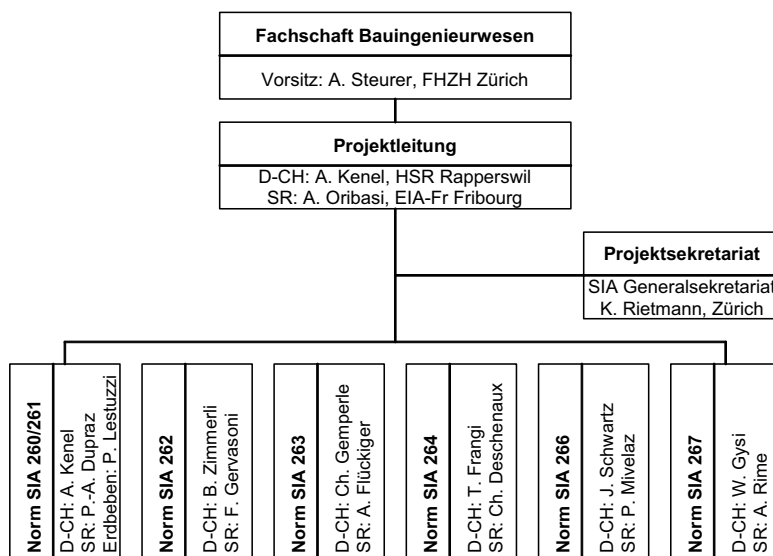 Fachschaft Bauingenieurwesen
Vorsitz: A. Steurer, FHZH Zürich
Projektleitung
D-CH: A. Kenel, HSR Rapperswil
SR: A. Oribasi, EIA-Fr Fribourg
Projektsekretariat
SIA Generalsekretariat
K. Rietmann, Zürich
Norm SIA 260/261
D-CH: A. Kenel
SR: P.-A. Dupraz
Erdbeben: P. Lestuzzi
Norm SIA 262
D-CH: B. Zimmerli
SR: F. Gervasoni
Norm SIA 263
D-CH: Ch. Gemperle
SR: A. Flückiger
Norm SIA 264
D-CH: T. Frangi
SR: Ch. Deschenaux
Norm SIA 266
D-CH: J. Schwartz
SR: P. Mivelaz
Norm SIA 267
D-CH: W. Gysi
SR: A. Rime